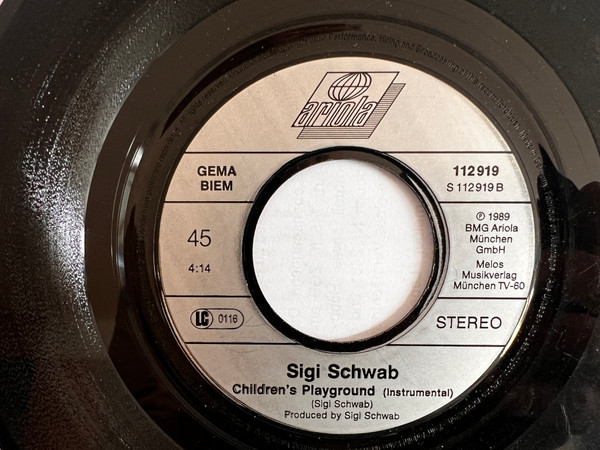 ariola
GEMA
BIEM
112 919
S 112 919 B
45
4:14
℗ 1989
BMG Ariola
München
GmbH
Melos
Musikverlag
München TV-60
LC 0116
STEREO
Sigi Schwab
Children's Playground (Instrumental)
(Sigi Schwab)
Produced by Sigi Schwab